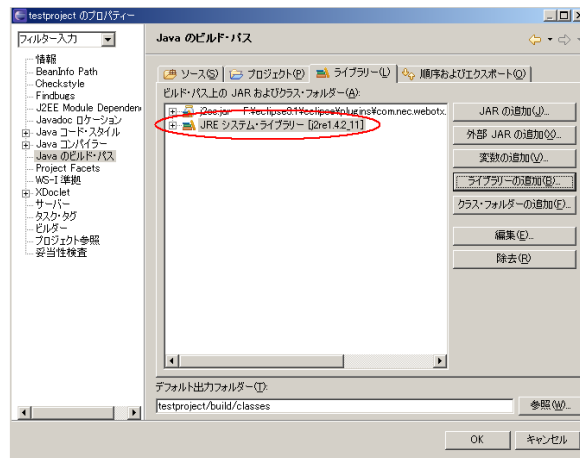 testproject のプロパティー
フィルター入力
Java のビルド・パス
情報
BeanInfo Path
Checkstyle
Findbugs
J2EE Module Dependen
Javadoc ロケーション
Java コード・スタイル
Java コンパイラー
Java のビルド・パス
Project Facets
WS-I 準拠
XDoclet
サーバー
タスク・タグ
ビルダー
プロジェクト参照
妥当性検査
ソース(S) プロジェクト(P) ライブラリー(L) 順序およびエクスポート(O)
ビルド・パス上の JAR およびクラス・フォルダー(A):
j2ee.jar - F:¥eclipse8.1¥eclipse¥plugins¥com.nec.webotx.
JRE システム・ライブラリー [j2re1.4.2_11]
JAR の追加(J)...
外部 JAR の追加(X)...
変数の追加(V)...
ライブラリーの追加(B)...
クラス・フォルダーの追加(F)...
編集(E)...
除去(R)
デフォルト出力フォルダー(T):
testproject/build/classes
参照(W)...
OK キャンセル